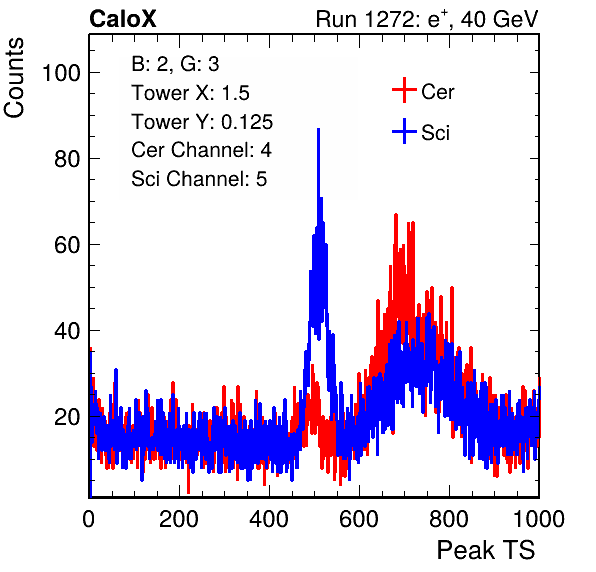 CaloX Run 1272: e⁺, 40 GeV
Counts
B: 2, G: 3
Tower X: 1.5
Tower Y: 0.125
Cer Channel: 4
Sci Channel: 5
Cer
Sci
100
80
60
40
20
0 200 400 600 800 1000
Peak TS